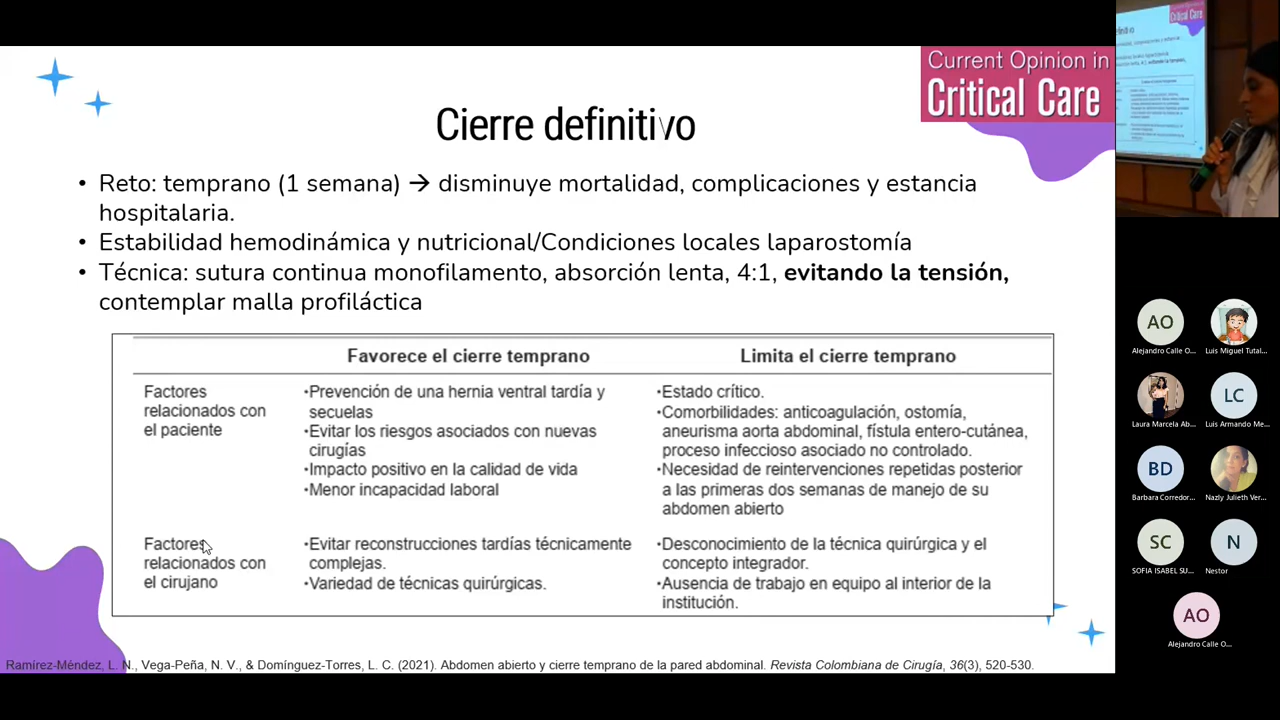 Current Opinion in
Critical Care
Cierre definitivo
• Reto: temprano (1 semana) → disminuye mortalidad, complicaciones y estancia
hospitalaria.
• Estabilidad hemodinámica y nutricional/Condiciones locales laparostomía
• Técnica: sutura continua monofilamento, absorción lenta, 4:1, evitando la tensión,
contemplar malla profiláctica
Favorece el cierre temprano
Limita el cierre temprano
Factores
relacionados con
el paciente
•Prevención de una hernia ventral tardía y
secuelas
•Evitar los riesgos asociados con nuevas
cirugías
•Impacto positivo en la calidad de vida
•Menor incapacidad laboral
•Estado crítico.
•Comorbilidades: anticoagulación, ostomía,
aneurisma aorta abdominal, fístula entero-cutánea,
proceso infeccioso asociado no controlado.
•Necesidad de reintervenciones repetidas posterior
a las primeras dos semanas de manejo de su
abdomen abierto
Factores
relacionados con
el cirujano
•Evitar reconstrucciones tardías técnicamente
complejas.
•Variedad de técnicas quirúrgicas.
•Desconocimiento de la técnica quirúrgica y el
concepto integrador.
•Ausencia de trabajo en equipo al interior de la
institución.
Ramírez-Méndez, L. N., Vega-Peña, N. V., & Domínguez-Torres, L. C. (2021). Abdomen abierto y cierre temprano de la pared abdominal. Revista Colombiana de Cirugía, 36(3), 520-530.
Critical Care
AO
Alejandro Calle O...
Luis Miguel Tutal...
Laura Marcela Ab...
LC
Luis Armando Me...
BD
Barbara Corredor...
Nazly Julieth Ver...
SC
SOFIA ISABEL SU...
N
Nestor
AO
Alejandro Calle O...